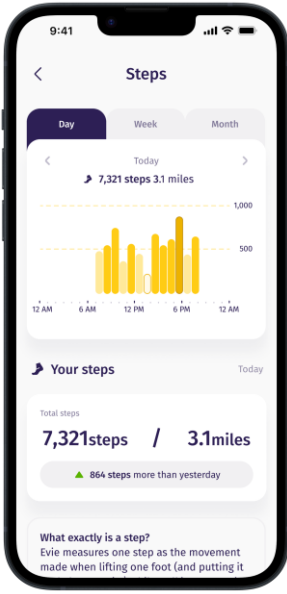 9:41
Steps
Day Week Month
Today
7,321 steps 3.1 miles
1,000
500
12 AM 6 AM 12 PM 6 PM 12 AM
Your steps Today
Total steps
7,321steps / 3.1miles
864 steps more than yesterday
What exactly is a step?
Evie measures one step as the movement
made when lifting one foot (and putting it